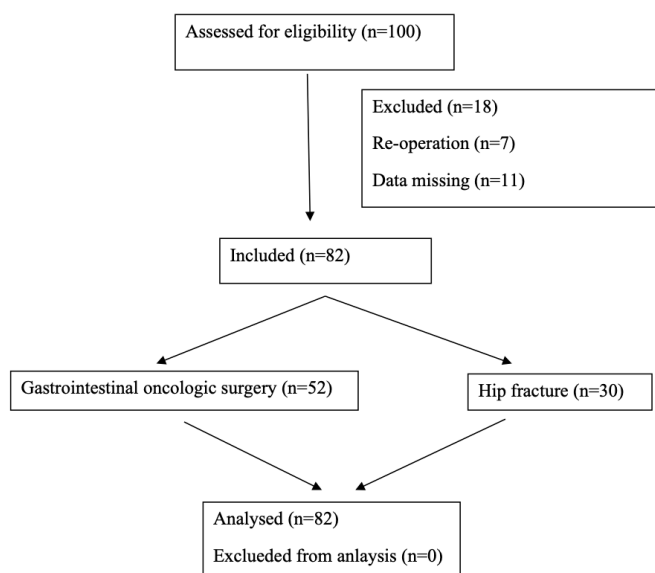 Assessed for eligibility (n=100)
Excluded (n=18)
Re-operation (n=7)
Data missing (n=11)
Included (n=82)
Gastrointestinal oncologic surgery (n=52)
Hip fracture (n=30)
Analysed (n=82)
Exclueded from anlaysis (n=0)